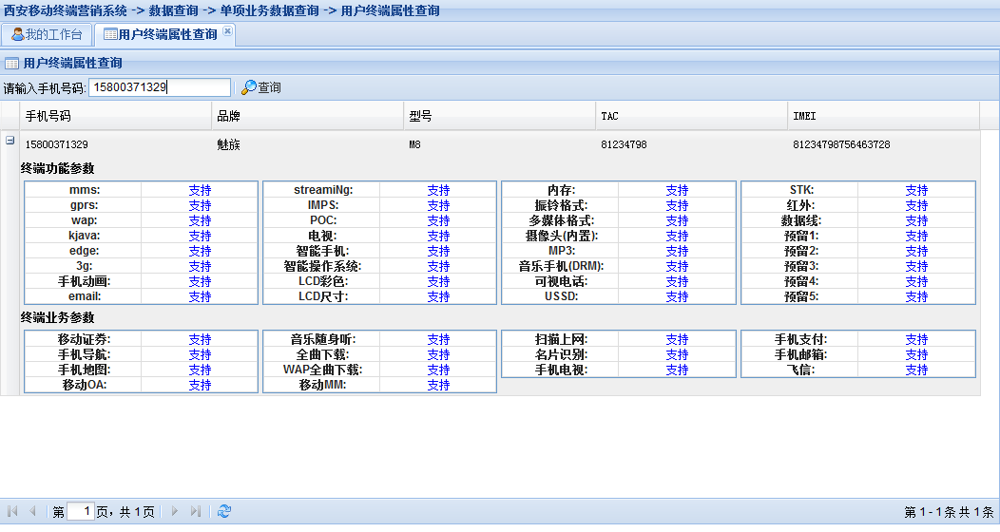 西安移动终端营销系统 -> 数据查询 -> 单项业务数据查询 -> 用户终端属性查询
我的工作台 用户终端属性查询
用户终端属性查询
请输入手机号码: 15800371329 查询
手机号码 品牌 型号 TAC IMEI
15800371329 魅族 M8 81234798 81234798756463728
终端功能参数
mms: 支持 streamiNg: 支持 内存: 支持 STK: 支持
gprs: 支持 IMPS: 支持 振铃格式: 支持 红外: 支持
wap: 支持 POC: 支持 多媒体格式: 支持 数据线: 支持
kjava: 支持 电视: 支持 摄像头(内置): 支持 预留1: 支持
edge: 支持 智能手机: 支持 MP3: 支持 预留2: 支持
3g: 支持 智能操作系统: 支持 音乐手机(DRM): 支持 预留3: 支持
手机动画: 支持 LCD彩色: 支持 可视电话: 支持 预留4: 支持
email: 支持 LCD尺寸: 支持 USSD: 支持 预留5: 支持
终端业务参数
移动证券: 支持 音乐随身听: 支持 扫描上网: 支持 手机支付: 支持
手机导航: 支持 全曲下载: 支持 名片识别: 支持 手机邮箱: 支持
手机地图: 支持 WAP全曲下载: 支持 手机电视: 支持 飞信: 支持
移动OA: 支持 移动MM: 支持
第 1 页，共 1 页 第 1 - 1 条 共 1 条